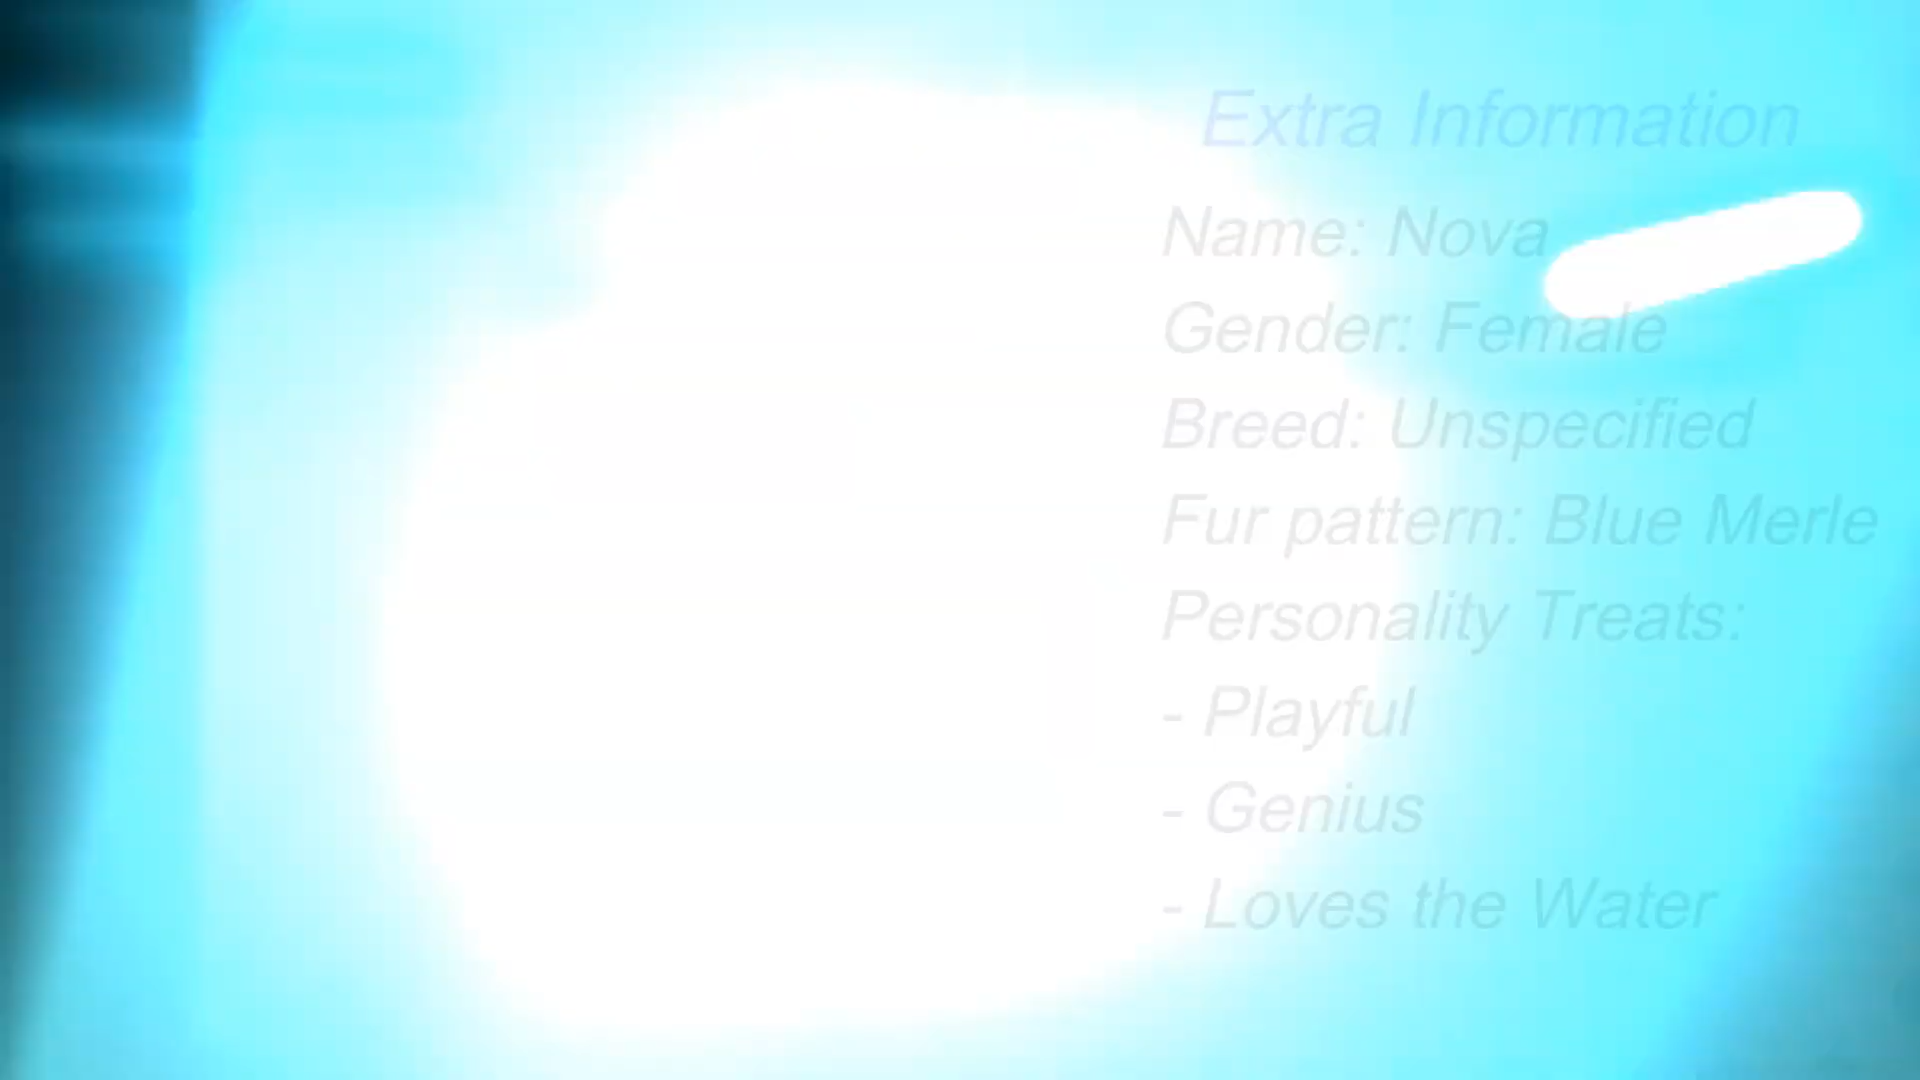 Extra Information
Name: Nova
Gender: Female
Breed: Unspecified
Fur pattern: Blue Merle
Personality Treats:
- Playful
- Genius
- Loves the Water